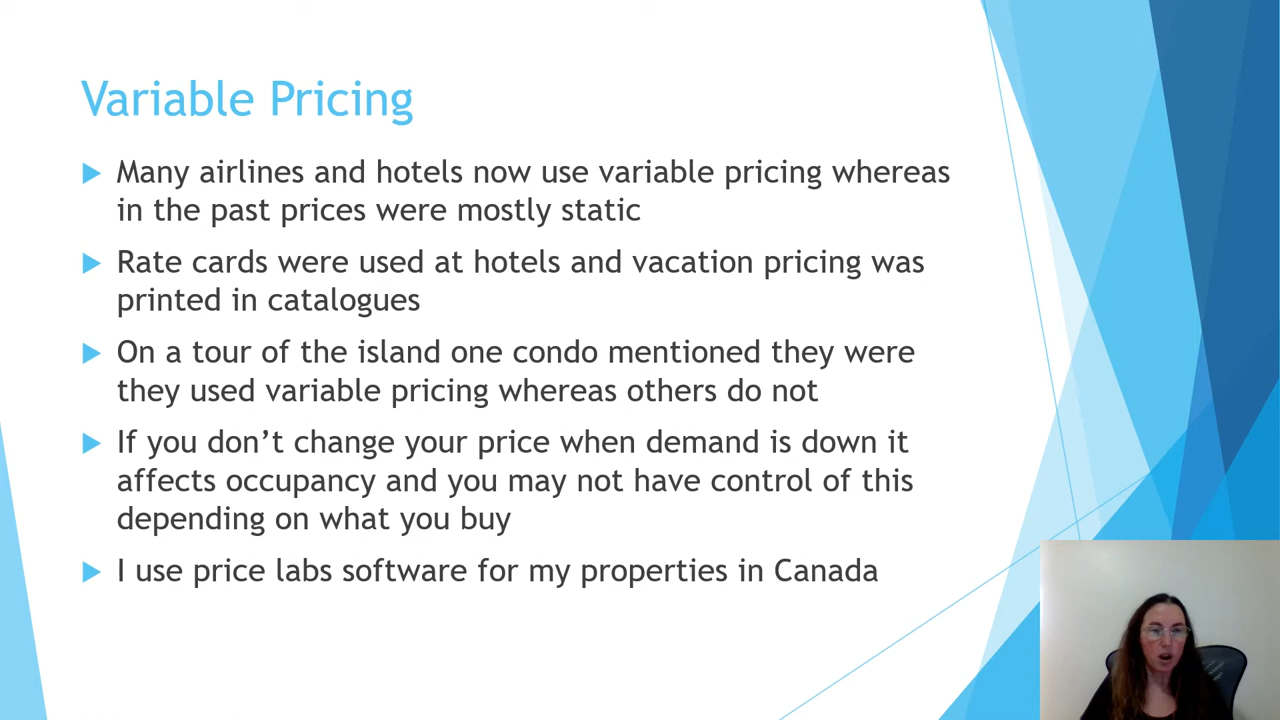 Variable Pricing
Many airlines and hotels now use variable pricing whereas
in the past prices were mostly static
Rate cards were used at hotels and vacation pricing was
printed in catalogues
On a tour of the island one condo mentioned they were
they used variable pricing whereas others do not
If you don’t change your price when demand is down it
affects occupancy and you may not have control of this
depending on what you buy
I use price labs software for my properties in Canada